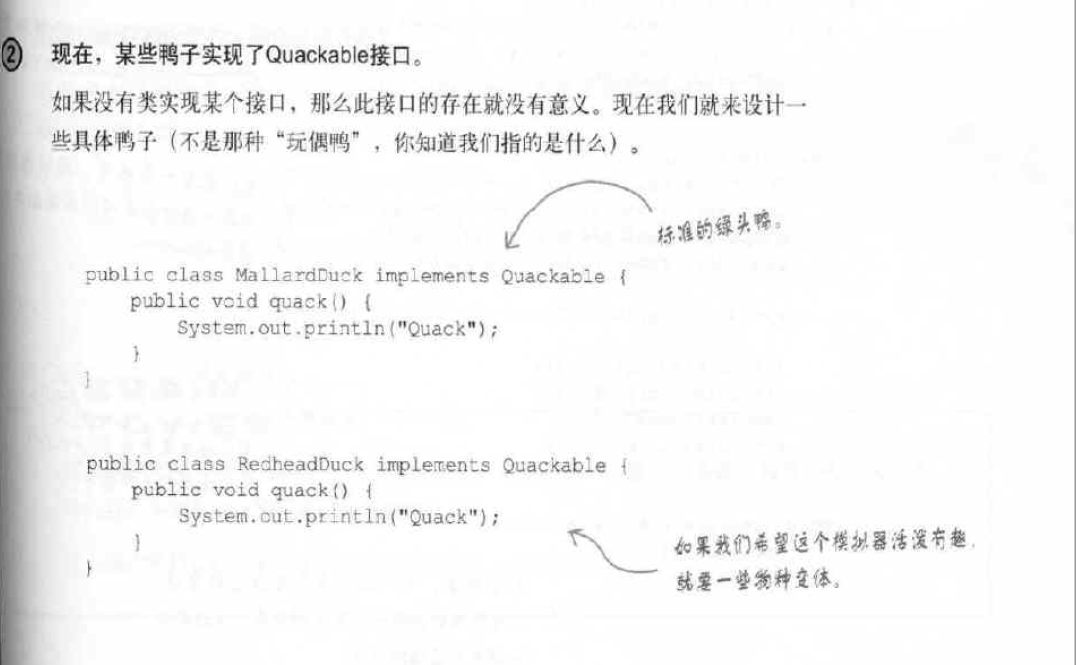 ② 现在，某些鸭子实现了Quackable接口。
如果没有类实现某个接口，那么此接口的存在就没有意义。现在我们就来设计一
些具体鸭子（不是那种“玩偶鸭”，你知道我们指的是什么）。
标准的绿头鸭。
public class MallardDuck implements Quackable {
public void quack() {
System.out.println("Quack");
}
}
public class RedheadDuck implements Quackable {
public void quack() {
System.out.println("Quack");
}
}
如果我们希望这个模拟器活泼有趣，
就要一些物种变体。